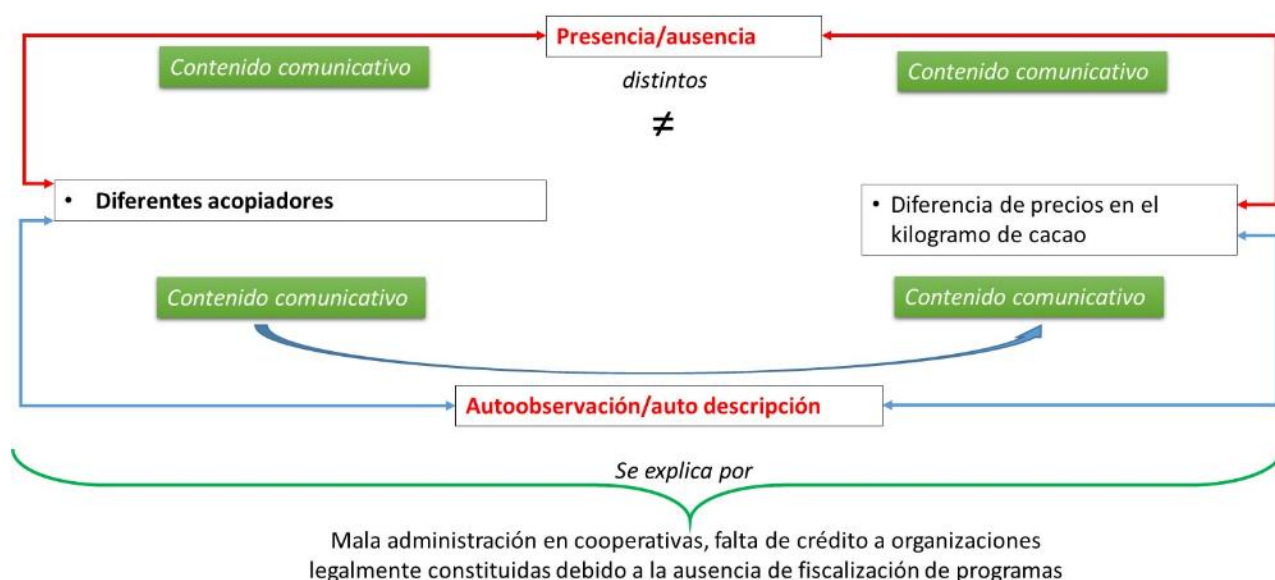 Presencia/ausencia
Contenido comunicativo
Contenido comunicativo
distintos
≠
• Diferentes acopiadores
• Diferencia de precios en el
kilogramo de cacao
Contenido comunicativo
Contenido comunicativo
Autoobservación/auto descripción
Se explica por
Mala administración en cooperativas, falta de crédito a organizaciones
legalmente constituidas debido a la ausencia de fiscalización de programas